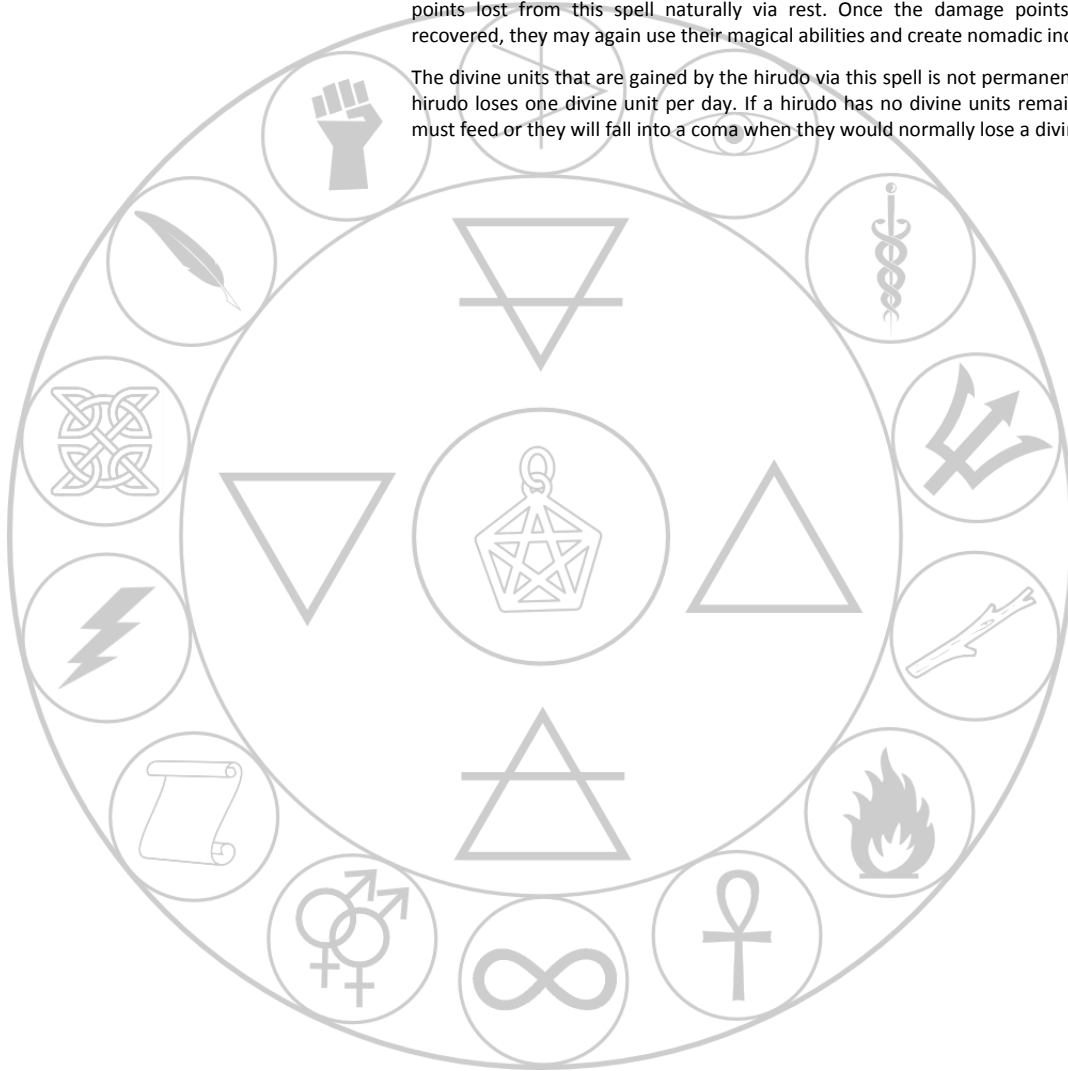 points lost from this spell naturally via rest. Once the damage points
recovered, they may again use their magical abilities and create nomadic
The divine units that are gained by the hirudo via this spell is not
hirudo loses one divine unit per day. If a hirudo has no divine units
must feed or they will fall into a coma when they would normally lose a